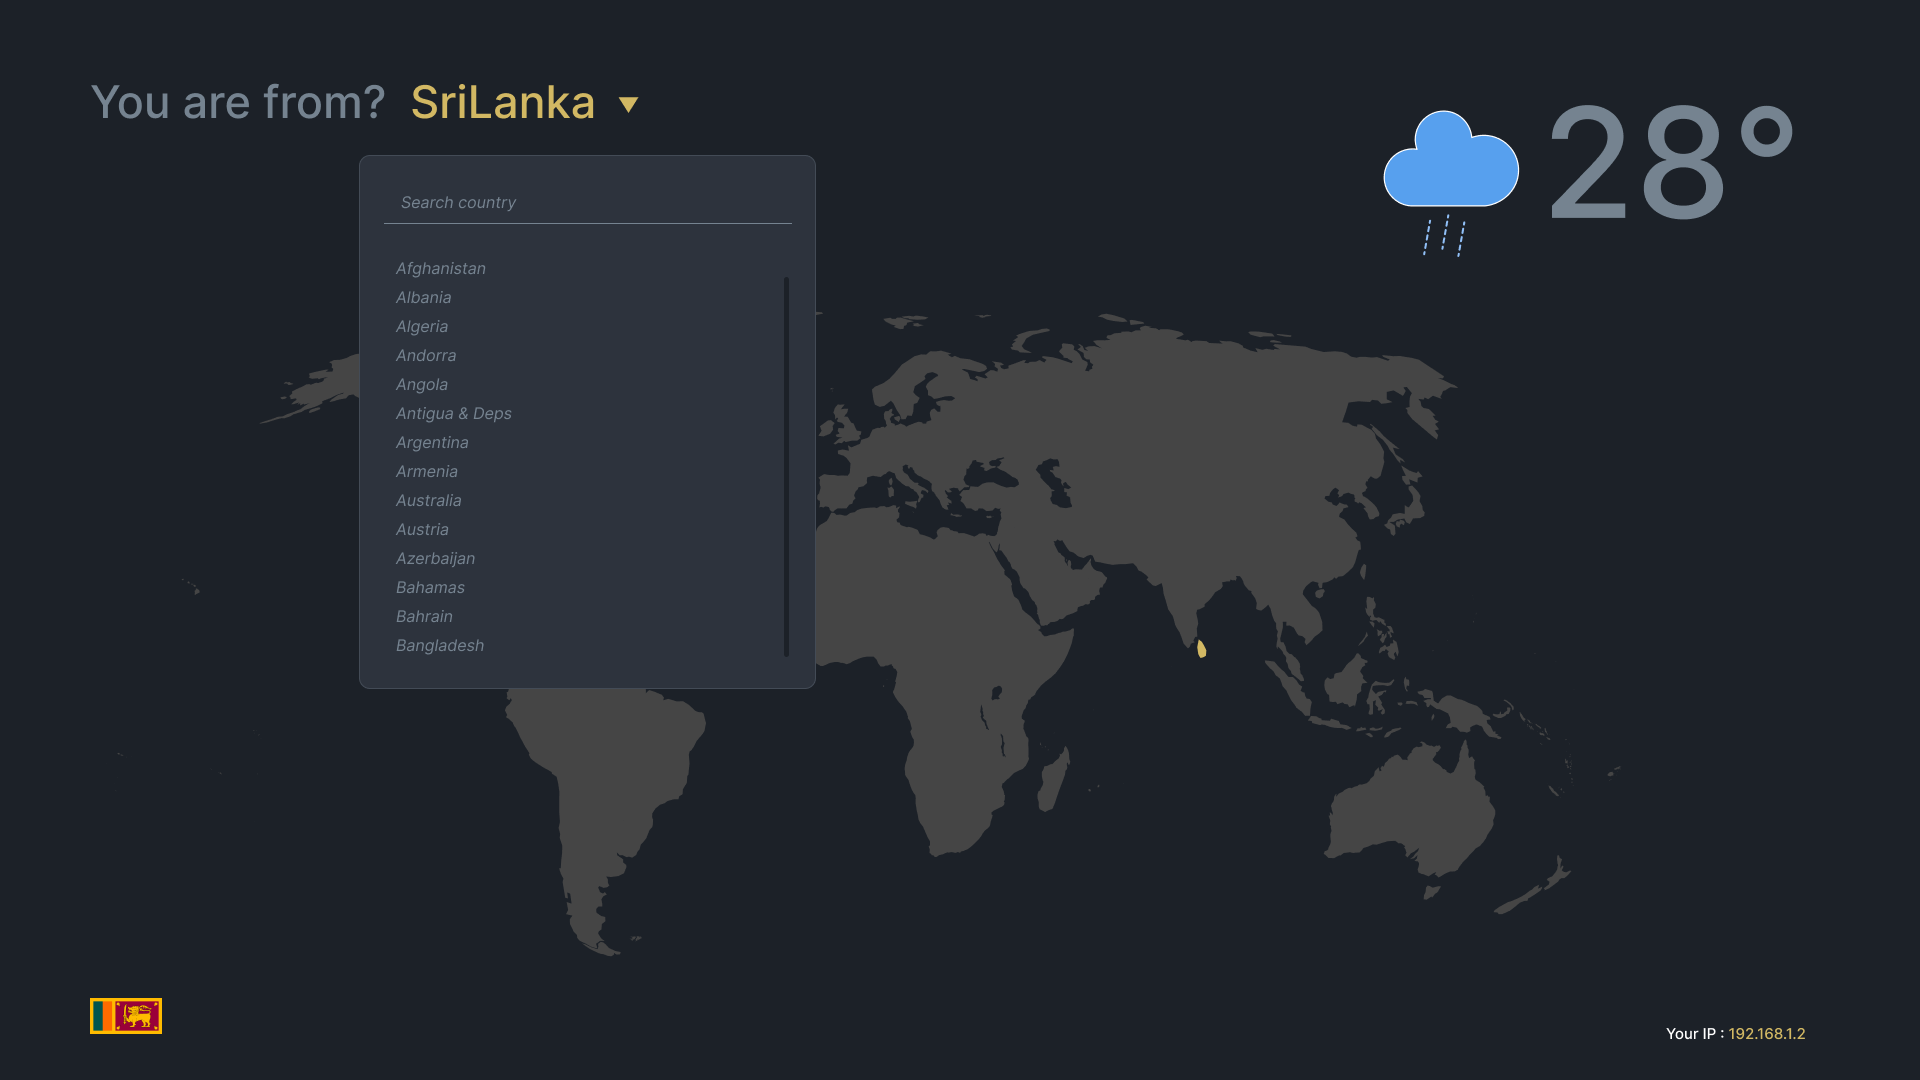 You are from? SriLanka
28°
Search country
Afghanistan
Albania
Algeria
Andorra
Angola
Antigua & Deps
Argentina
Armenia
Australia
Austria
Azerbaijan
Bahamas
Bahrain
Bangladesh
Your IP : 192.168.1.2